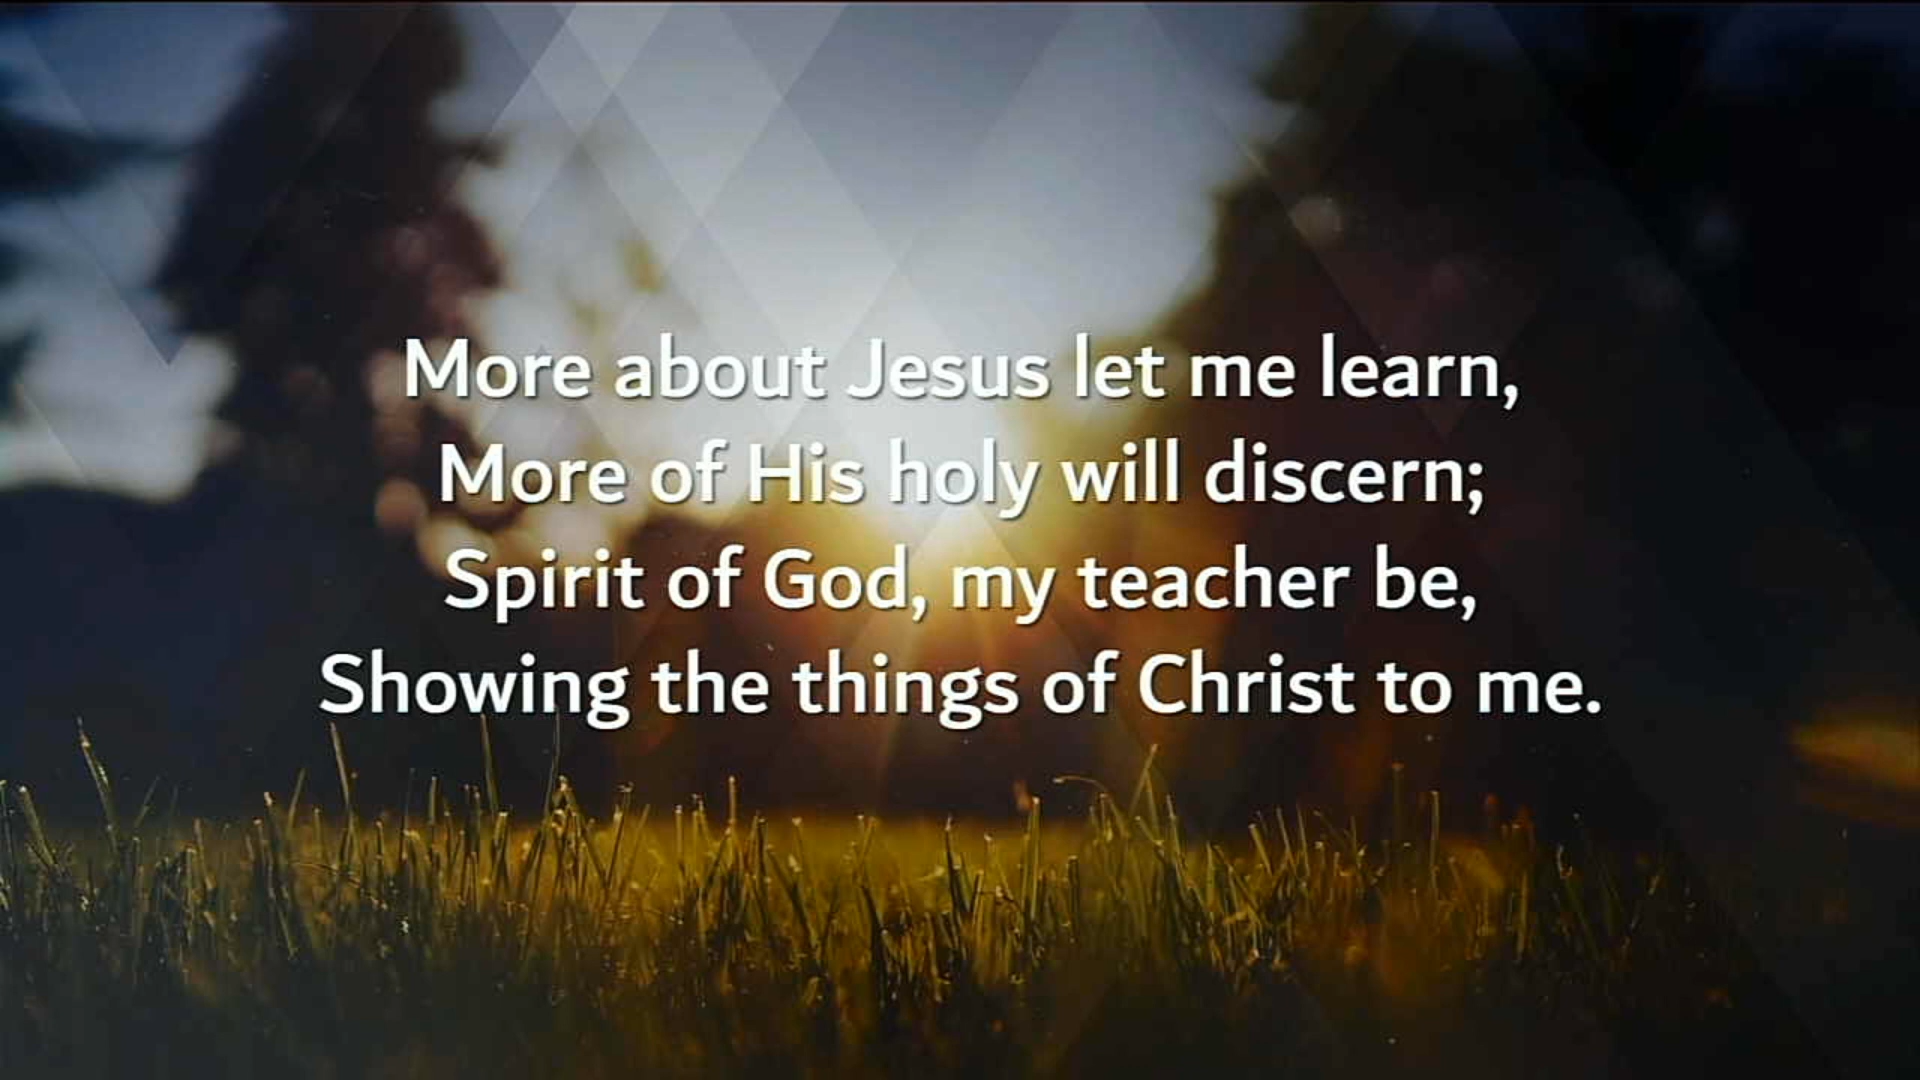 More about Jesus let me learn,
More of His holy will discern;
Spirit of God, my teacher be,
Showing the things of Christ to me.